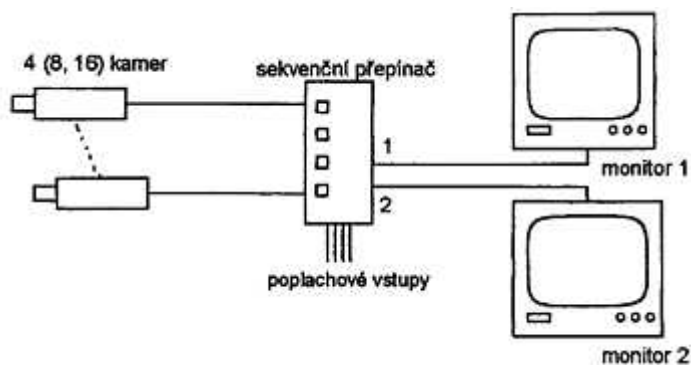 4 (8, 16) kamer
sekvenční přepínač
1
2
poplachové vstupy
monitor 1
monitor 2